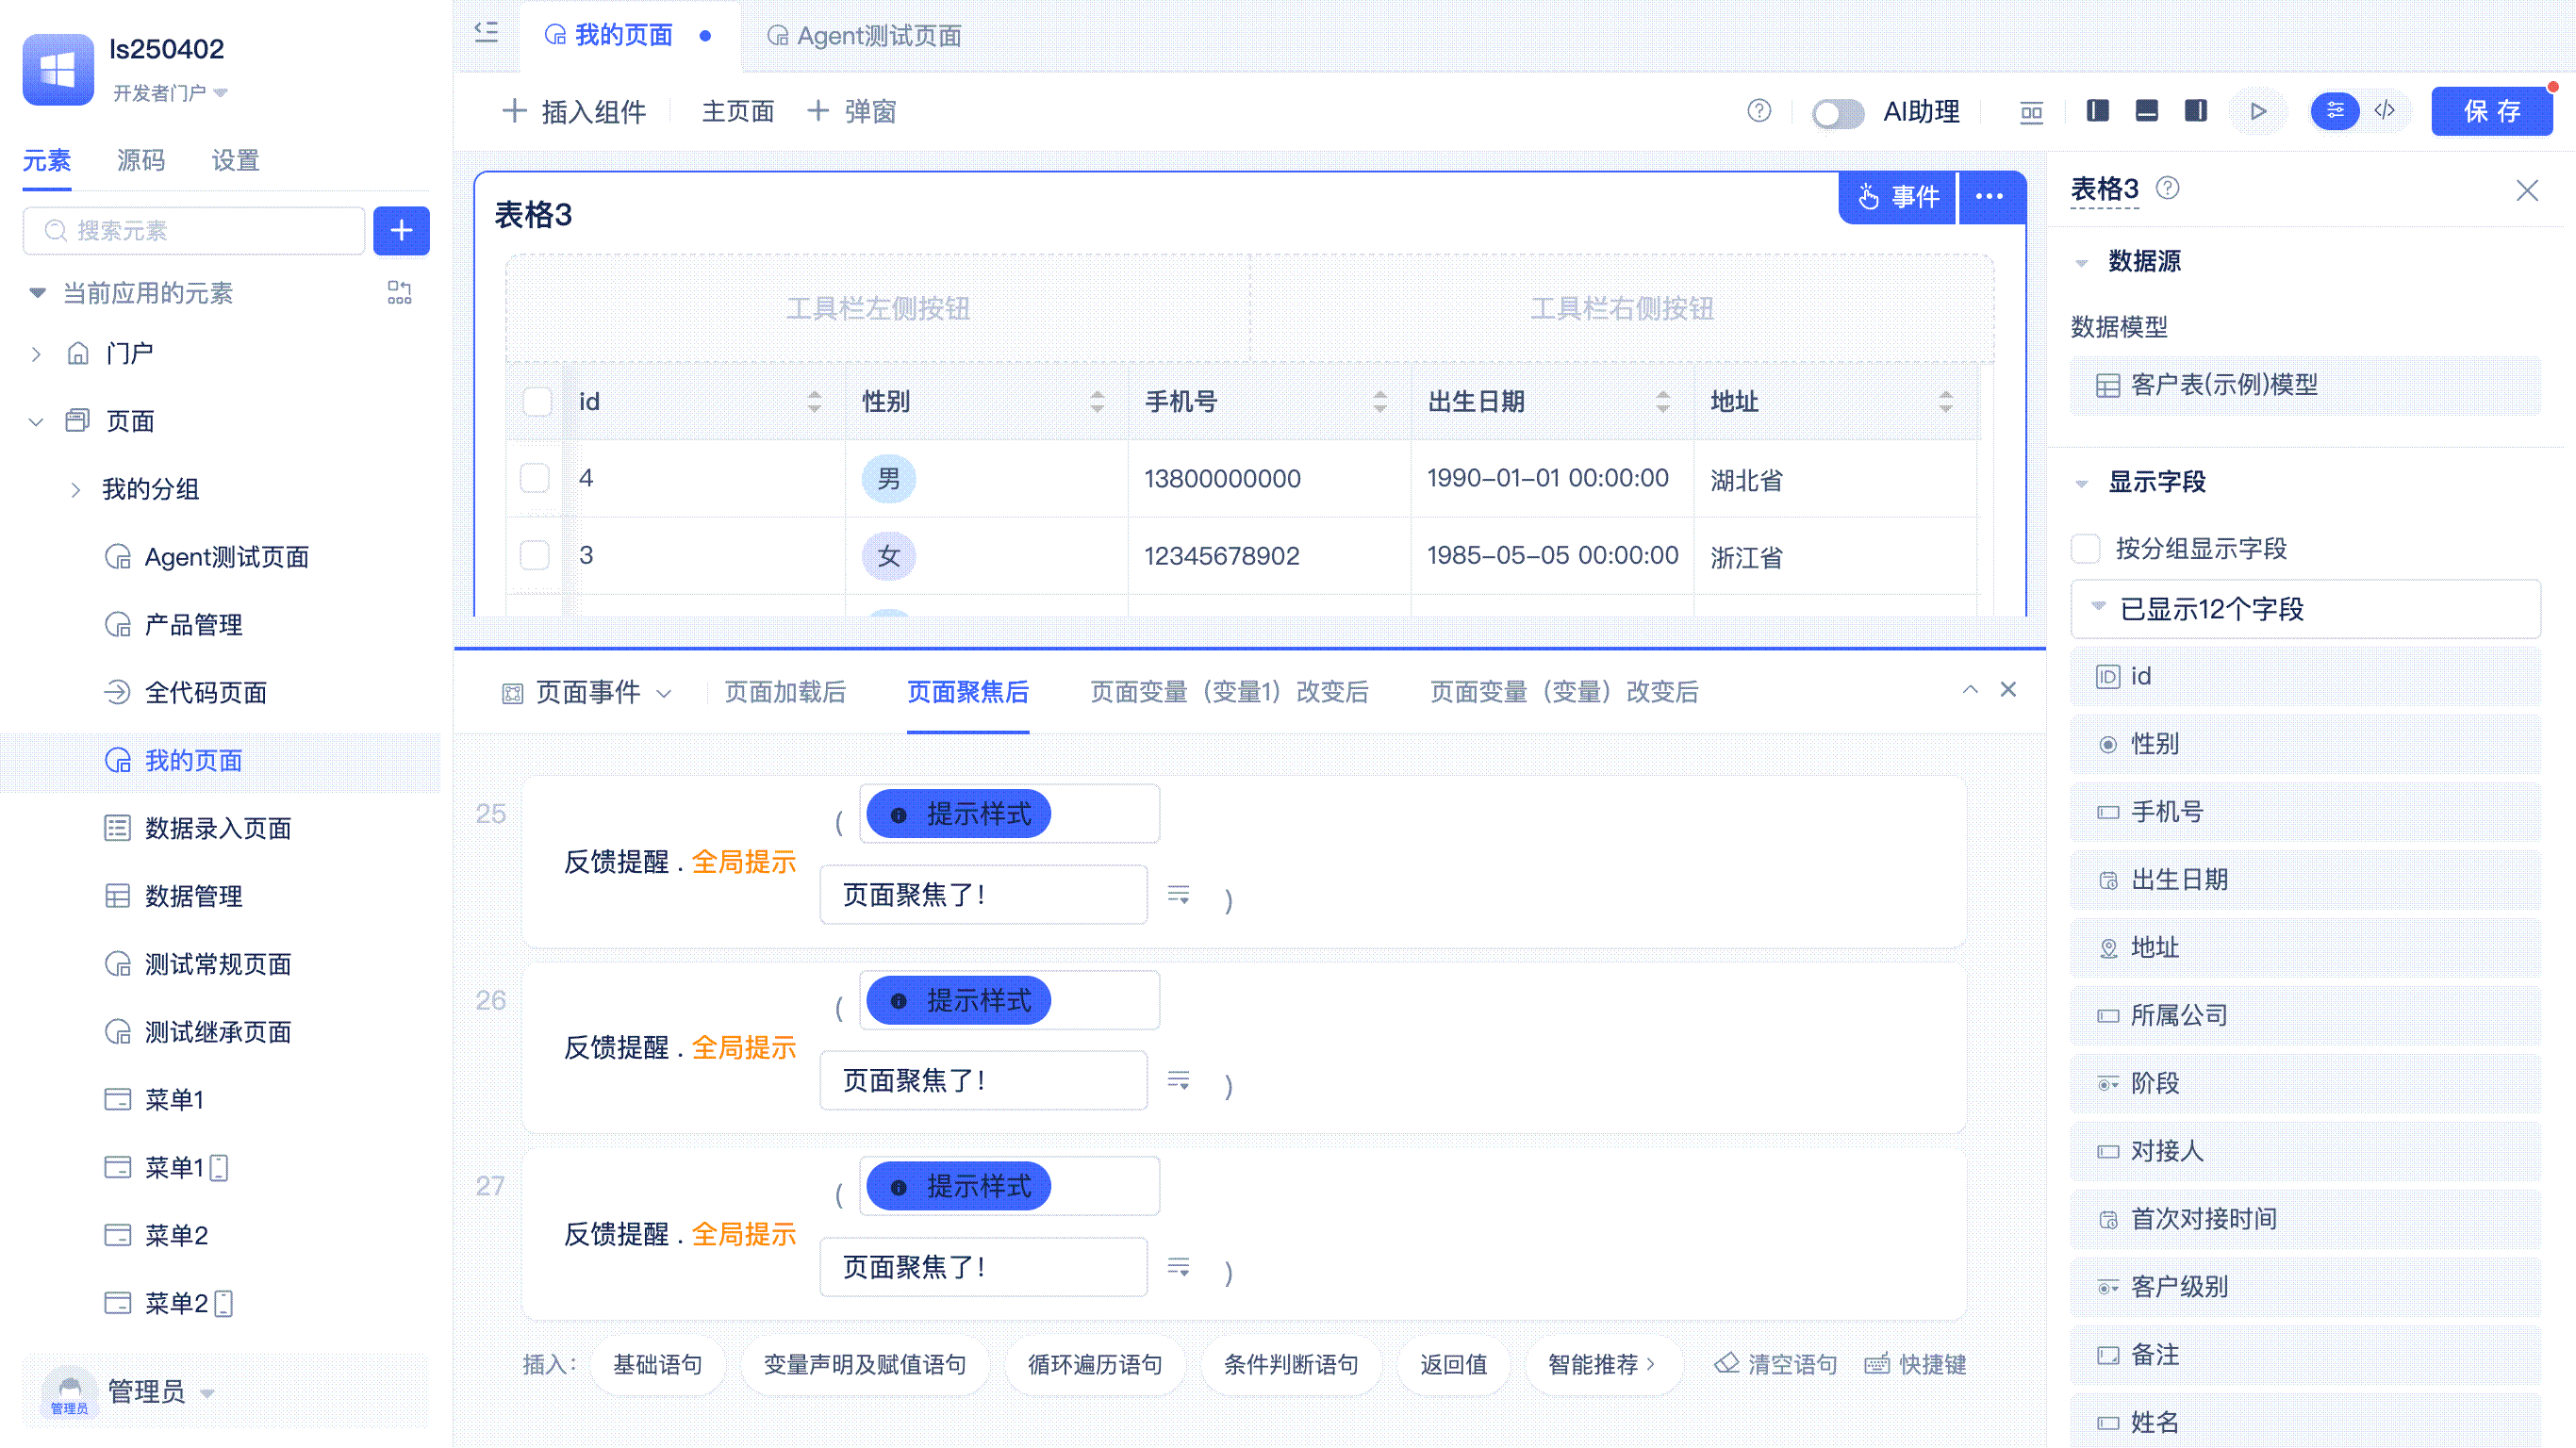 ls250402
开发者门户
元素 源码 设置
搜索元素
当前应用的元素
门户
页面
我的分组
Agent测试页面
产品管理
全代码页面
我的页面
数据录入页面
数据管理
测试常规页面
测试继承页面
菜单1
菜单1
菜单2
菜单2
管理员
管理员
我的页面 Agent测试页面
插入组件 主页面 弹窗
AI助理 保存
表格3
事件
工具栏左侧按钮 工具栏右侧按钮
id 性别 手机号 出生日期 地址
4 男 13800000000 1990-01-01 00:00:00 湖北省
3 女 12345678902 1985-05-05 00:00:00 浙江省
页面事件 页面加载后 页面聚焦后 页面变量（变量1）改变后 页面变量（变量）改变后
25
( 提示样式
反馈提醒 . 全局提示
页面聚焦了！ )
26
( 提示样式
反馈提醒 . 全局提示
页面聚焦了！ )
27
( 提示样式
反馈提醒 . 全局提示
页面聚焦了！ )
插入： 基础语句 变量声明及赋值语句 循环遍历语句 条件判断语句 返回值 智能推荐 清空语句 快捷键
表格3
数据源
数据模型
客户表(示例)模型
显示字段
按分组显示字段
已显示12个字段
id
性别
手机号
出生日期
地址
所属公司
阶段
对接人
首次对接时间
客户级别
备注
姓名